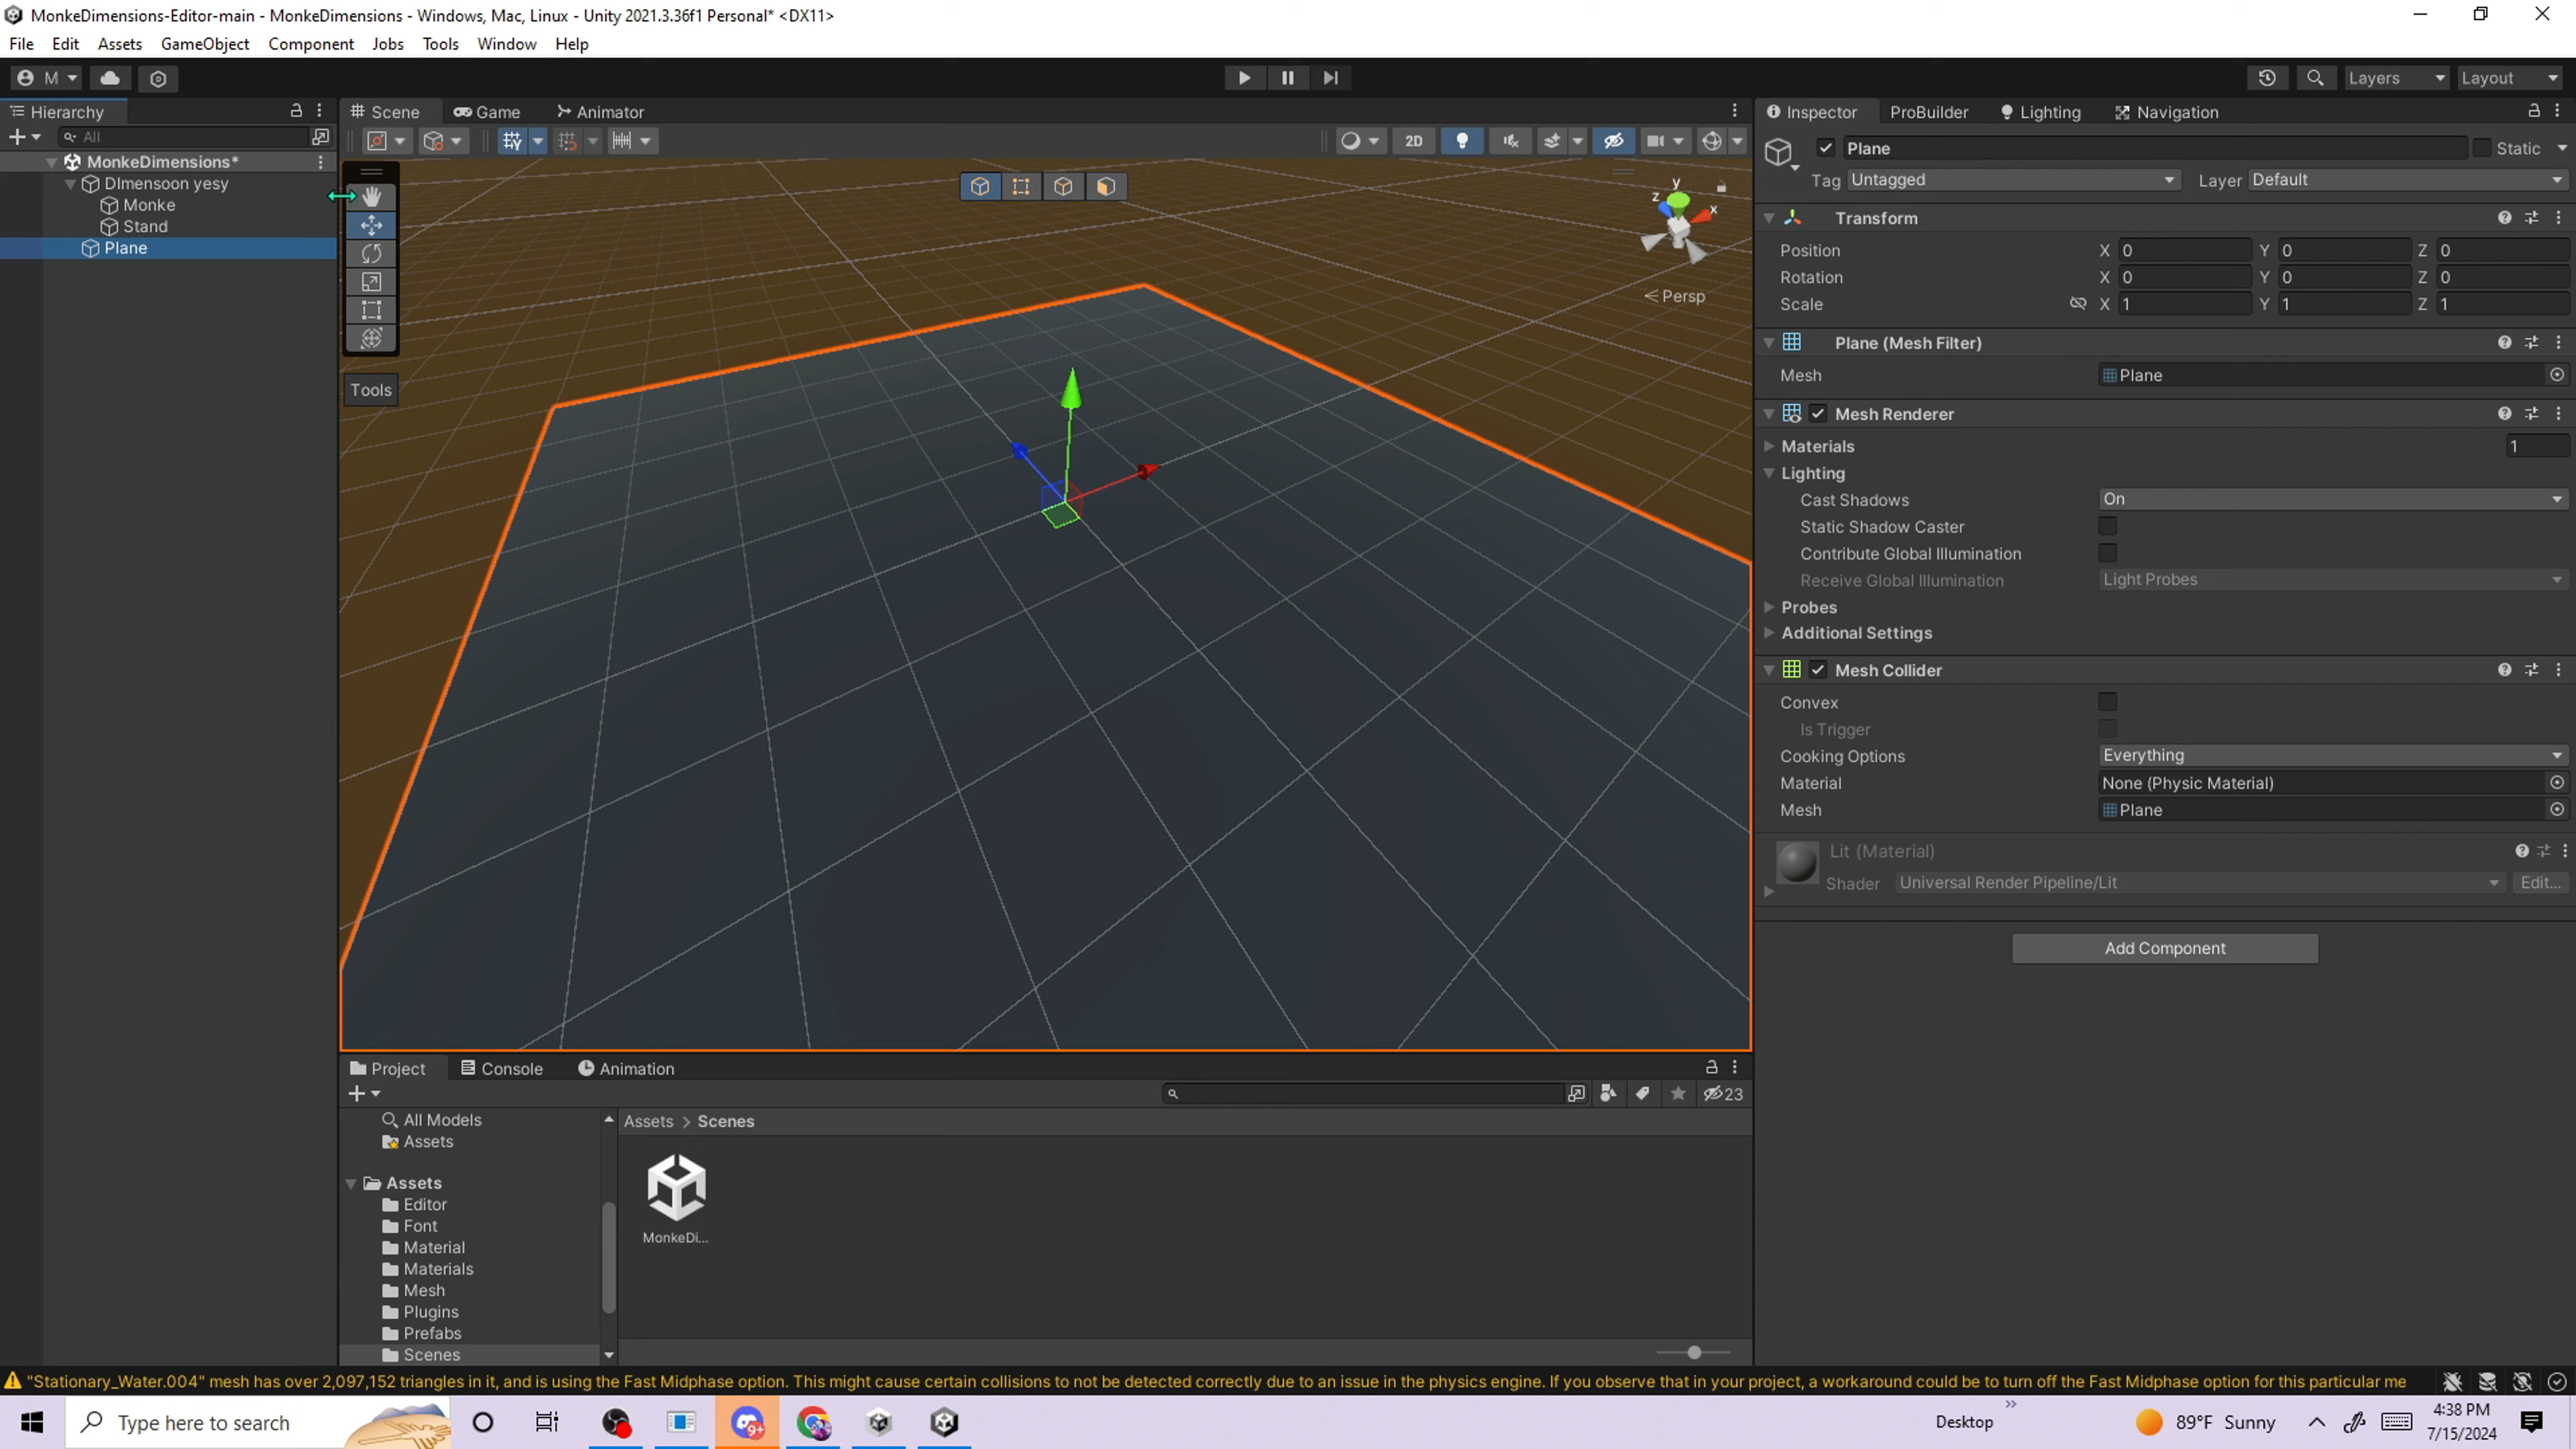 MonkeDimensions-Editor-main - MonkeDimensions - Windows, Mac, Linux - Unity 2021.3.36f1 Personal* <DX11>
File Edit Assets GameObject Component Jobs Tools Window Help
M Layers Layout
Hierarchy
All
MonkeDimensions*
DImensoon yesy
Monke
Stand
Plane
Scene Game Animator
2D
Tools
y
z
x
Persp
Inspector ProBuilder Lighting Navigation
Plane Static
Tag Untagged Layer Default
Transform
Position X 0 Y 0 Z 0
Rotation X 0 Y 0 Z 0
Scale X 1 Y 1 Z 1
Plane (Mesh Filter)
Mesh Plane
Mesh Renderer
Materials 1
Lighting
Cast Shadows On
Static Shadow Caster
Contribute Global Illumination
Receive Global Illumination Light Probes
Probes
Additional Settings
Mesh Collider
Convex
Is Trigger
Cooking Options Everything
Material None (Physic Material)
Mesh Plane
Lit (Material)
Shader Universal Render Pipeline/Lit Edit...
Add Component
Project Console Animation
23
All Models
Assets
Assets
Editor
Font
Material
Materials
Mesh
Plugins
Prefabs
Scenes
Assets > Scenes
MonkeDi...
"Stationary_Water.004" mesh has over 2,097,152 triangles in it, and is using the Fast Midphase option. This might cause certain collisions to not be detected correctly due to an issue in the physics engine. If you observe that in your project, a workaround could be to turn off the Fast Midphase option for this particular me
Type here to search
9+
Desktop
89°F Sunny
4:38 PM
7/15/2024